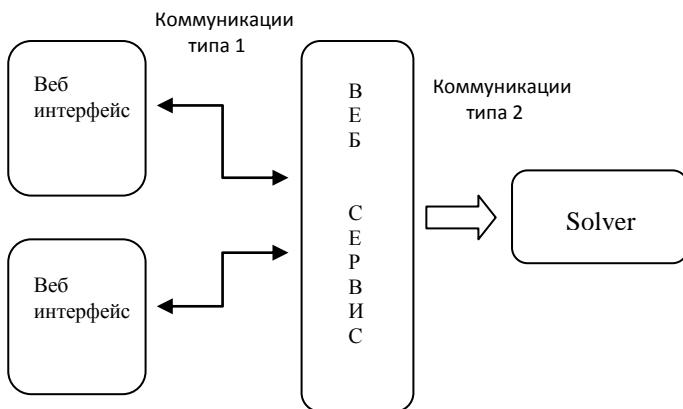 Коммуникации
типа 1
Веб
интерфейс
В
Е
Б
С
Е
Р
В
И
С
Коммуникации
типа 2
Solver
Веб
интерфейс